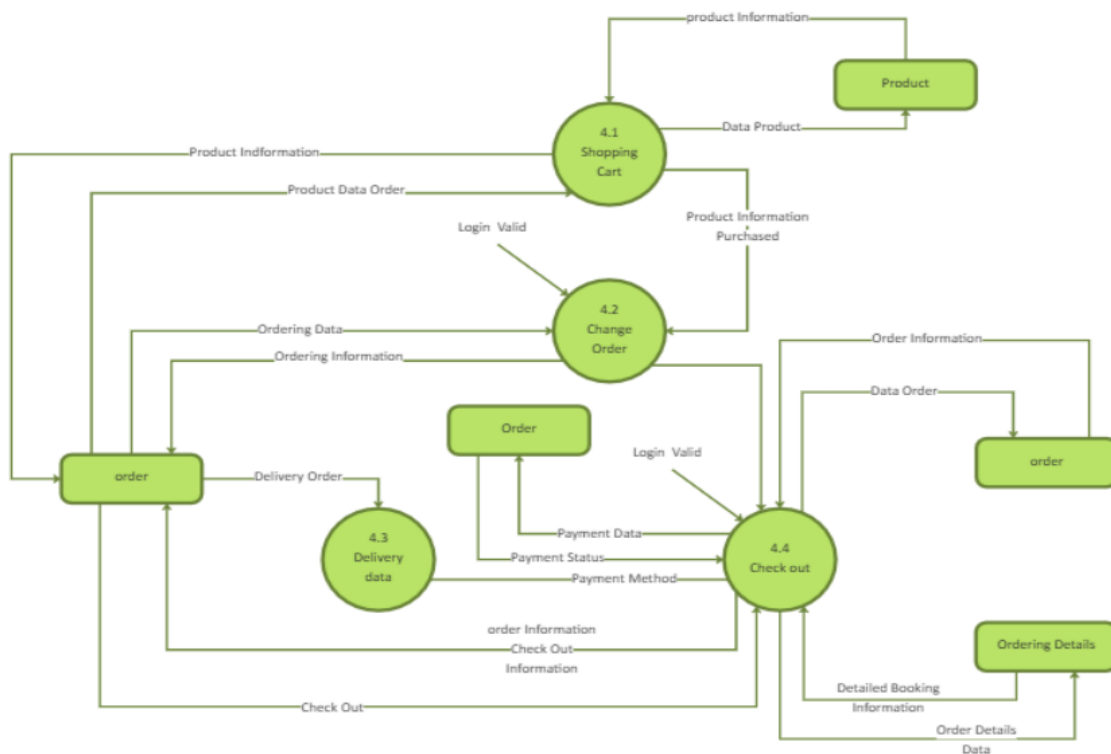 product Information
Product
4.1
Shopping
Cart
Data Product
Product Indformation
Product Data Order
Product Information
Purchased
Login Valid
4.2
Change
Order
Ordering Data
Ordering Information
Order Information
Data Order
Order
Login Valid
order
order
Delivery Order
4.3
Delivery
data
Payment Data
Payment Status
Payment Method
4.4
Check out
order Information
Check Out
Information
Ordering Details
Detailed Booking
Information
Check Out
Order Details
Data